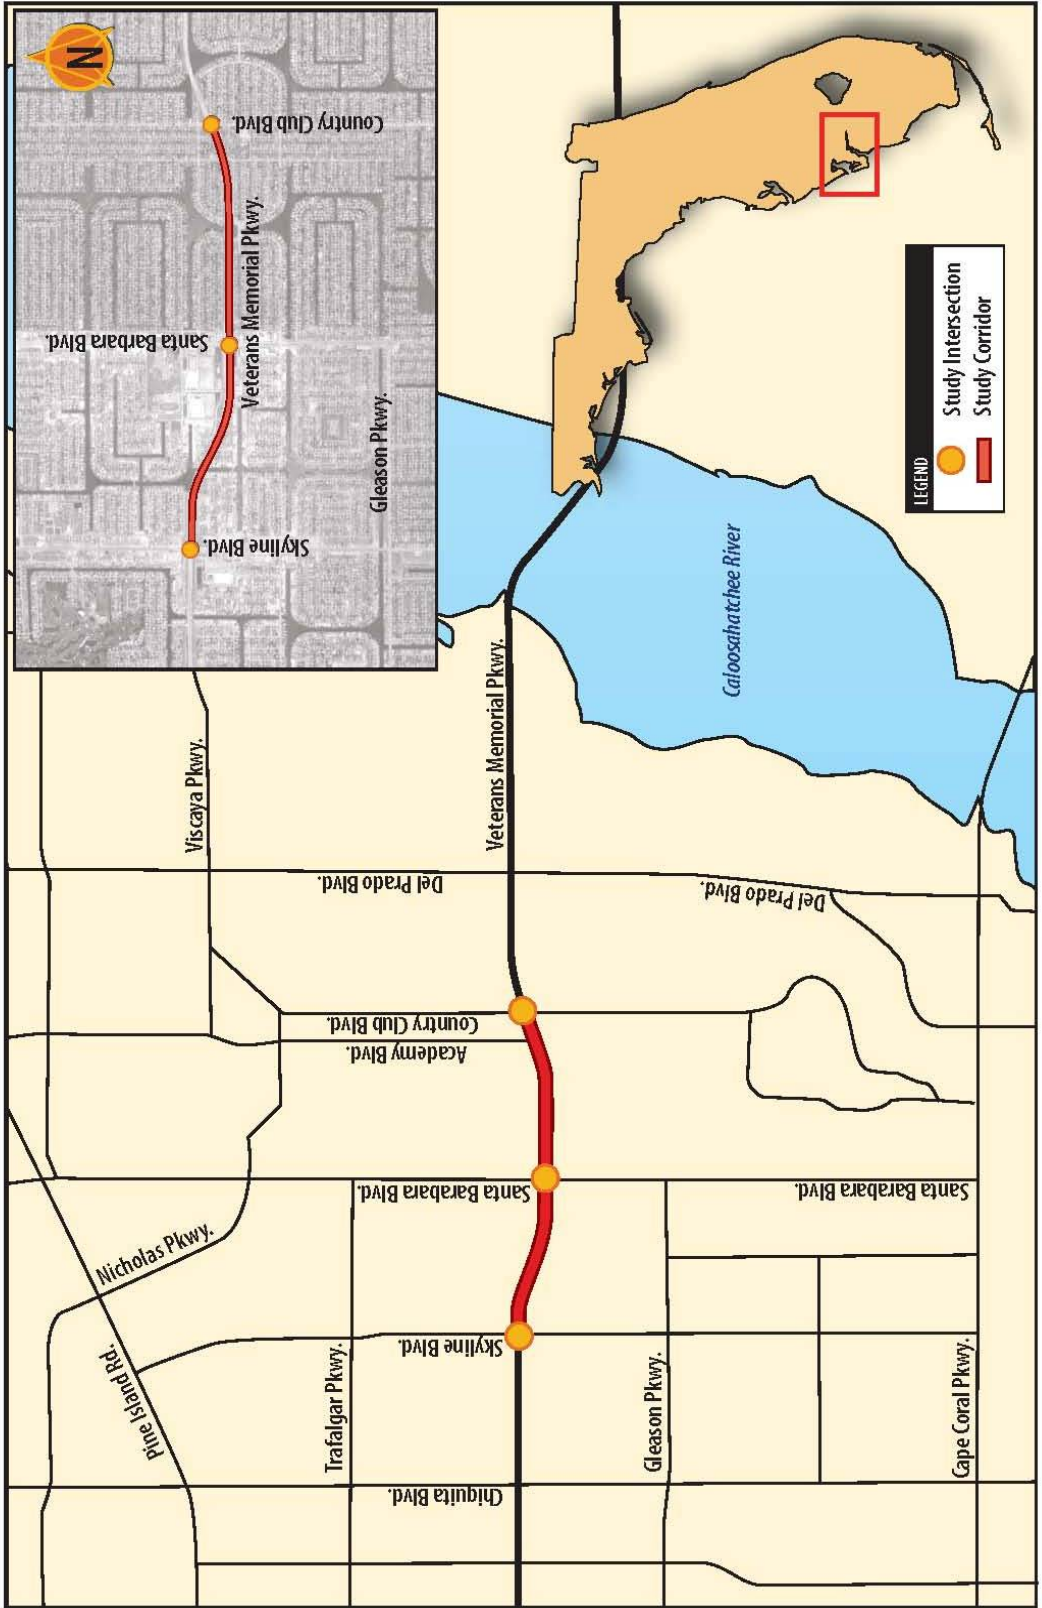 N
Country Club Blvd.
Santa Barbara Blvd.
Veterans Memorial Pkwy.
Skyline Blvd.
Gleason Pkwy.
Viscaya Pkwy.
Veterans Memorial Pkwy.
Del Prado Blvd.
Del Prado Blvd.
Country Club Blvd.
Academy Blvd.
Santa Barabara Blvd.
Santa Barabara Blvd.
Nicholas Pkwy.
Pine Island Rd.
Skyline Blvd.
Trafalgar Pkwy.
Gleason Pkwy.
Cape Coral Pkwy.
Chiquita Blvd.
Caloosahatchee River
LEGEND
Study Intersection
Study Corridor